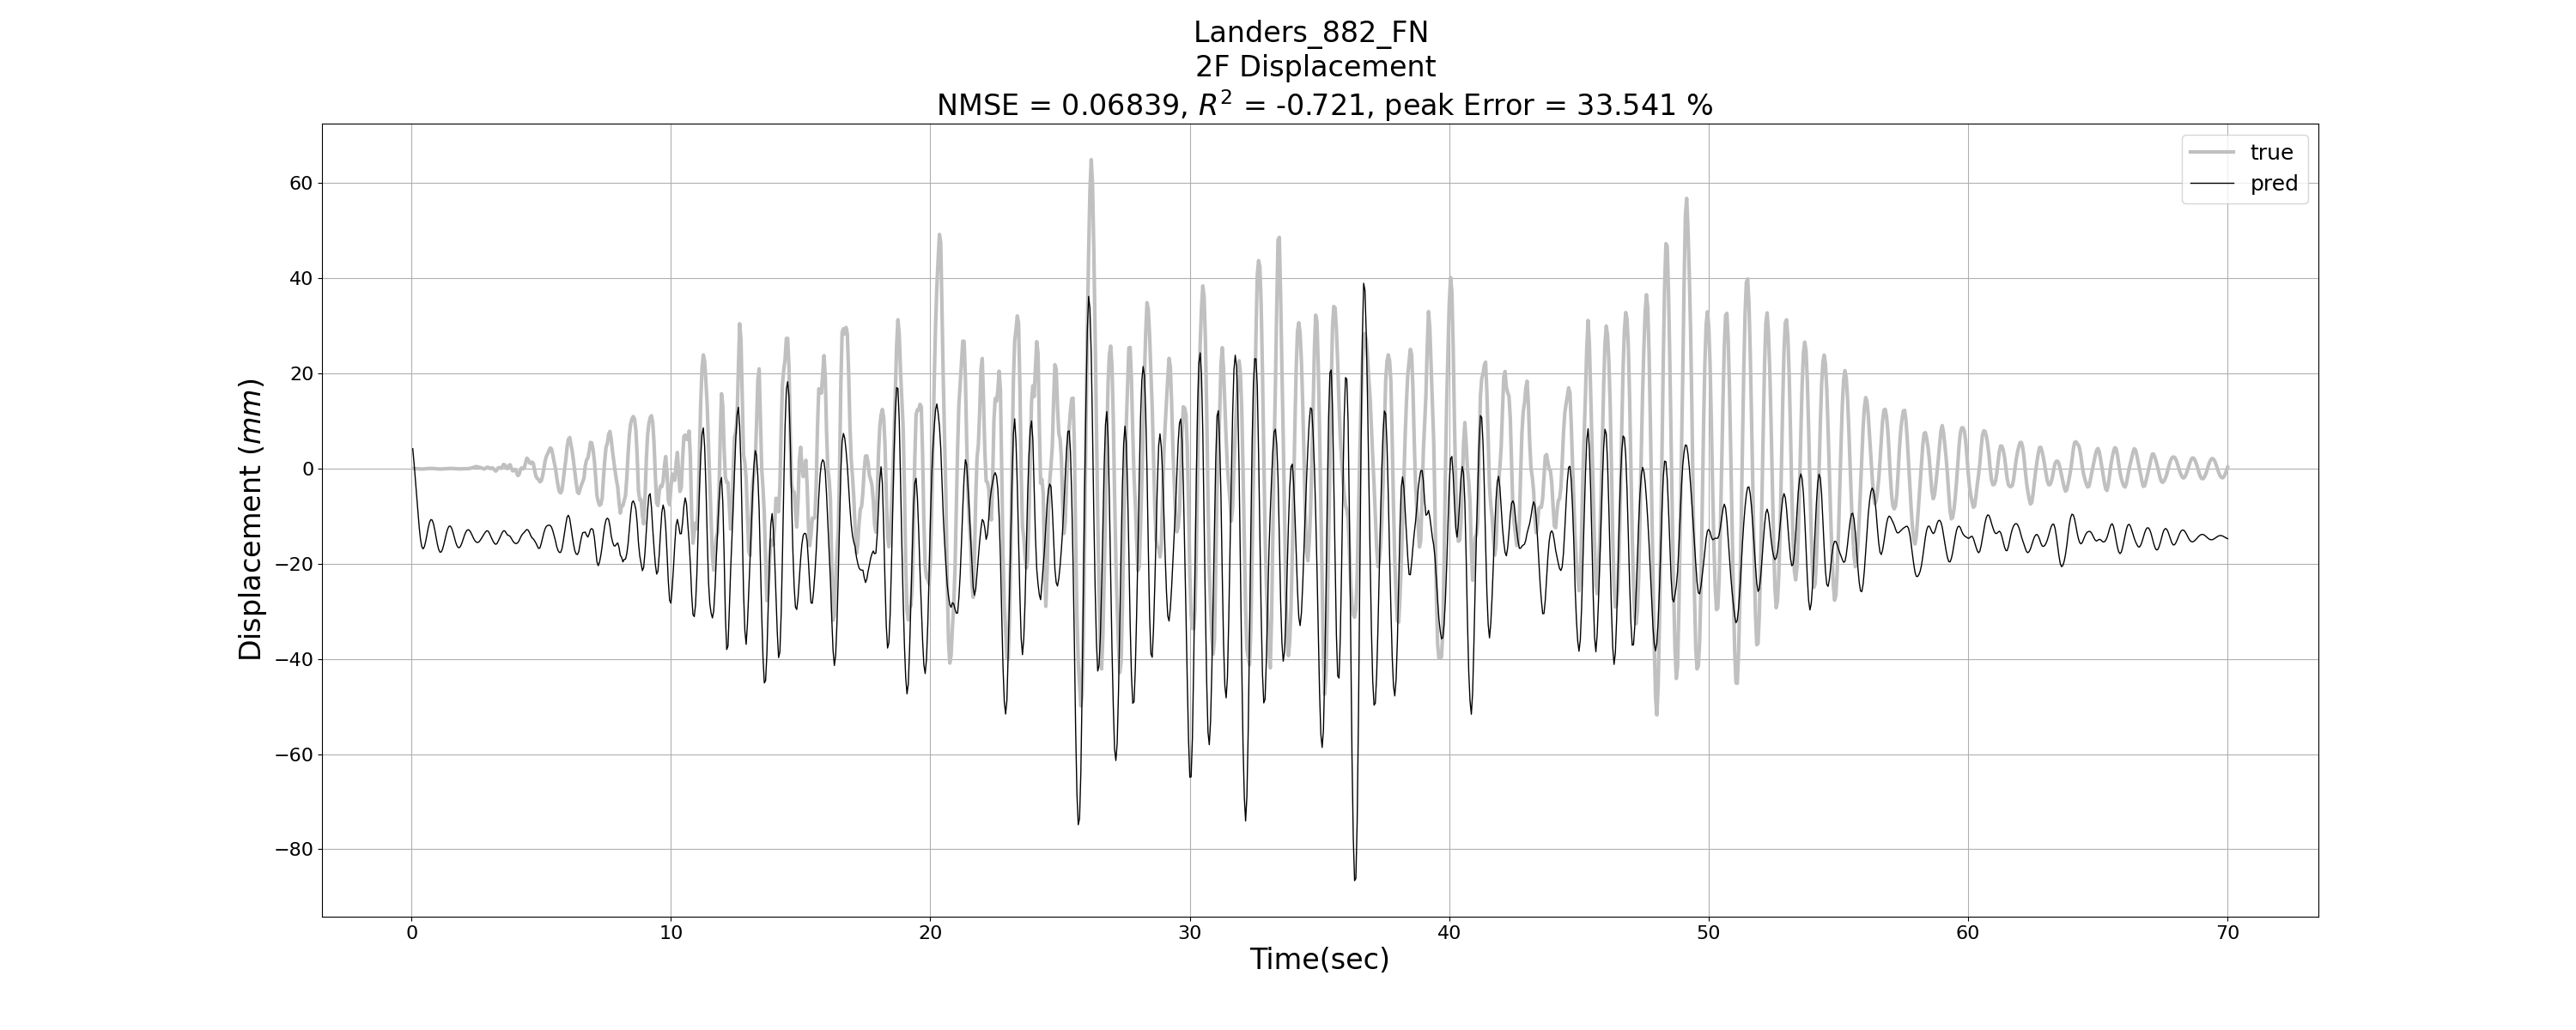 Landers_882_FN
2F Displacement
NMSE = 0.06839, R² = -0.721, peak Error = 33.541 %
true
pred
60
40
20
0
−20
−40
−60
−80
Displacement (mm)
0 10 20 30 40 50 60 70
Time(sec)